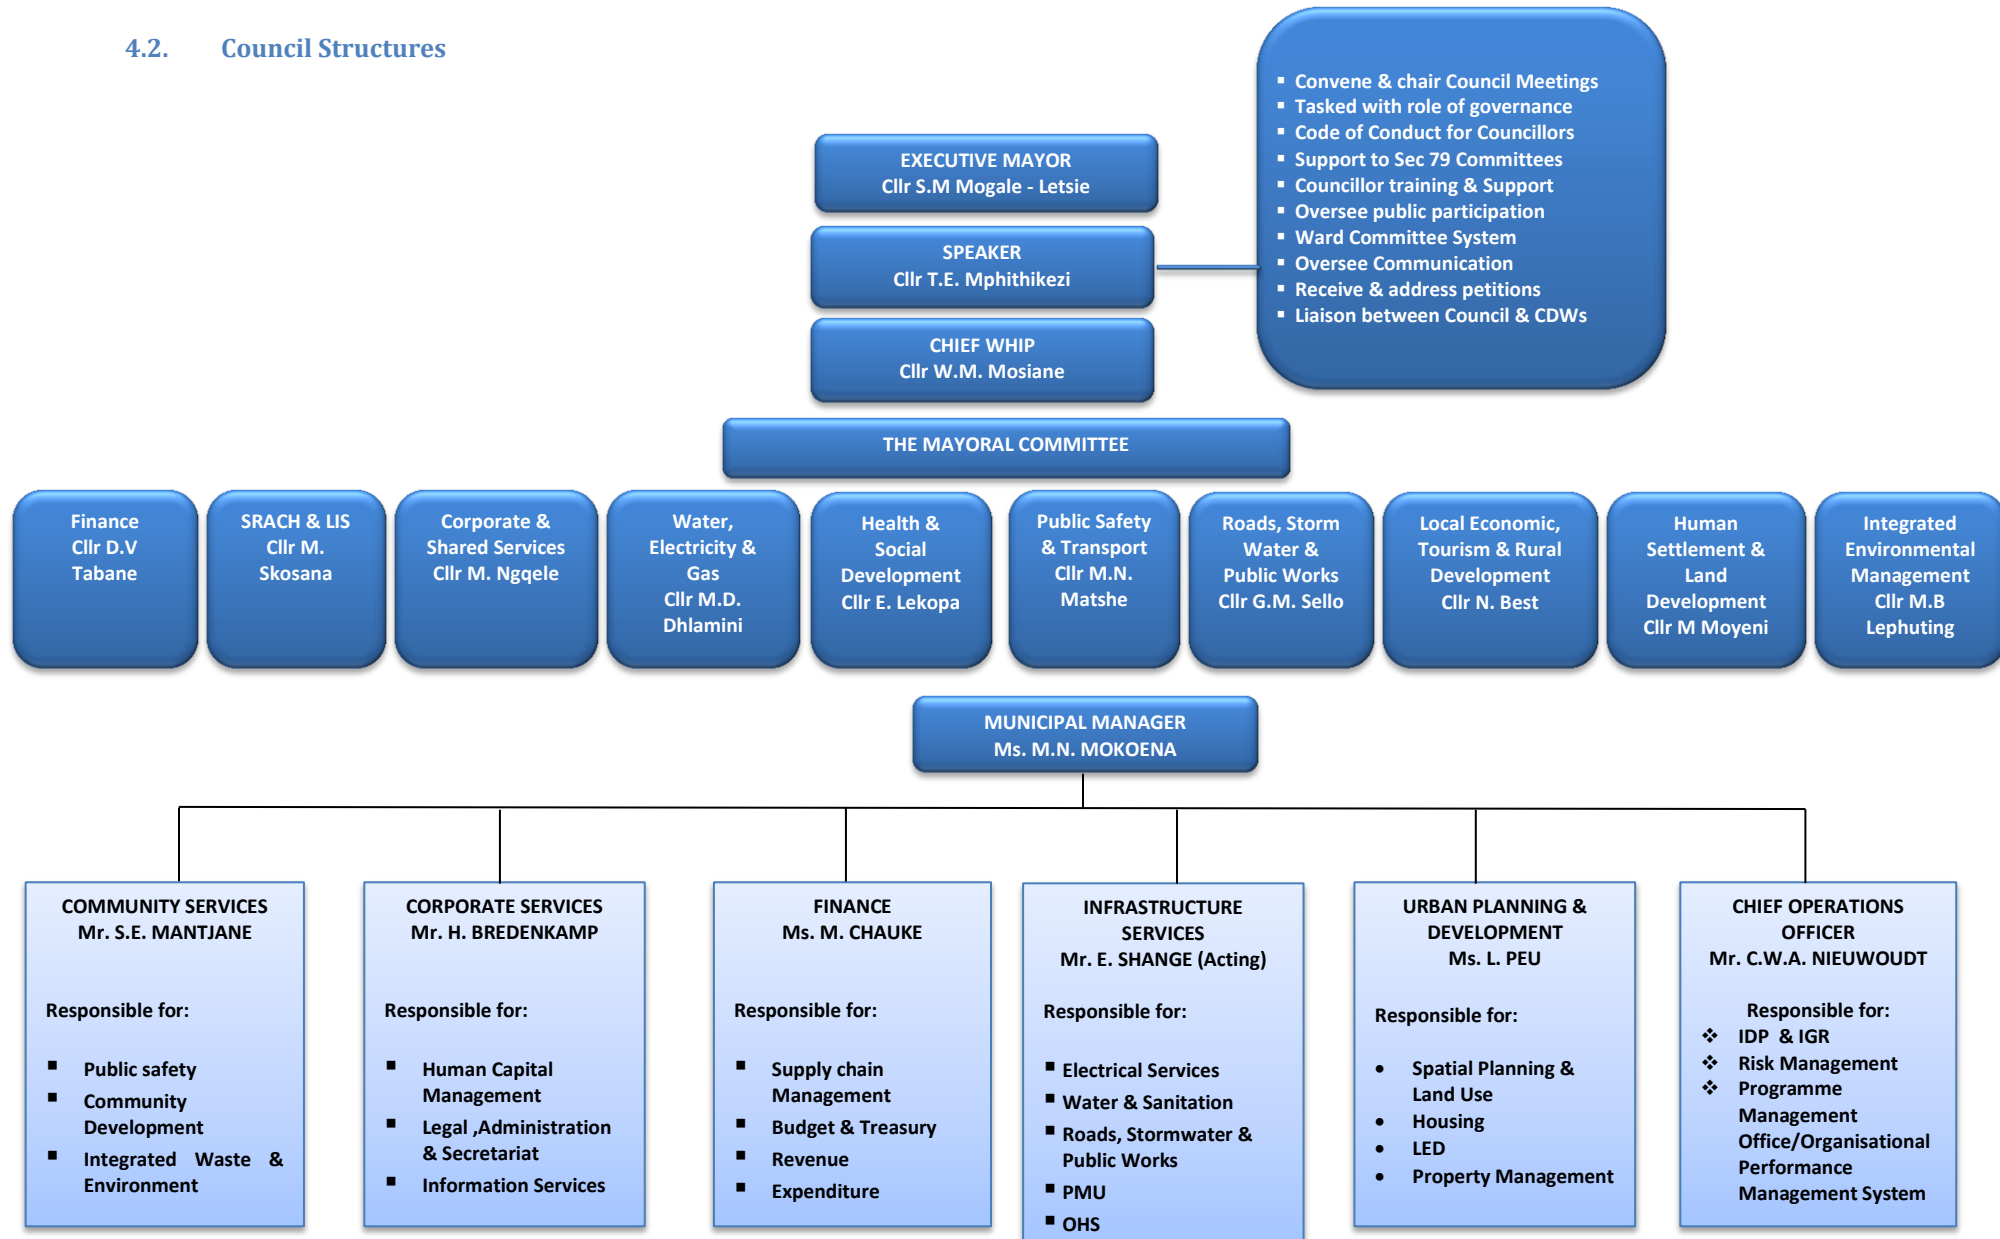 4.2. Council Structures
▪ Convene & chair Council Meetings
▪ Tasked with role of governance
▪ Code of Conduct for Councillors
▪ Support to Sec 79 Committees
▪ Councillor training & Support
▪ Oversee public participation
▪ Ward Committee System
▪ Oversee Communication
▪ Receive & address petitions
▪ Liaison between Council & CDWs
EXECUTIVE MAYOR
Cllr S.M Mogale - Letsie
SPEAKER
Cllr T.E. Mphithikezi
CHIEF WHIP
Cllr W.M. Mosiane
THE MAYORAL COMMITTEE
Finance
Cllr D.V
Tabane
SRACH & LIS
Cllr M.
Skosana
Corporate &
Shared Services
Cllr M. Ngqele
Water,
Electricity &
Gas
Cllr M.D.
Dhlamini
Health &
Social
Development
Cllr E. Lekopa
Public Safety
& Transport
Cllr M.N.
Matshe
Roads, Storm
Water &
Public Works
Cllr G.M. Sello
Local Economic,
Tourism & Rural
Development
Cllr N. Best
Human
Settlement &
Land
Development
Cllr M Moyeni
Integrated
Environmental
Management
Cllr M.B
Lephuting
MUNICIPAL MANAGER
Ms. M.N. MOKOENA
COMMUNITY SERVICES
Mr. S.E. MANTJANE
Responsible for:
▪ Public safety
▪ Community
Development
▪ Integrated Waste &
Environment
CORPORATE SERVICES
Mr. H. BREDENKAMP
Responsible for:
▪ Human Capital
Management
▪ Legal ,Administration
& Secretariat
▪ Information Services
FINANCE
Ms. M. CHAUKE
Responsible for:
▪ Supply chain
Management
▪ Budget & Treasury
▪ Revenue
▪ Expenditure
INFRASTRUCTURE
SERVICES
Mr. E. SHANGE (Acting)
Responsible for:
▪ Electrical Services
▪ Water & Sanitation
▪ Roads, Stormwater &
Public Works
▪ PMU
▪ OHS
URBAN PLANNING &
DEVELOPMENT
Ms. L. PEU
Responsible for:
• Spatial Planning &
Land Use
• Housing
• LED
• Property Management
CHIEF OPERATIONS
OFFICER
Mr. C.W.A. NIEUWOUDT
Responsible for:
❖ IDP & IGR
❖ Risk Management
❖ Programme
Management
Office/Organisational
Performance
Management System